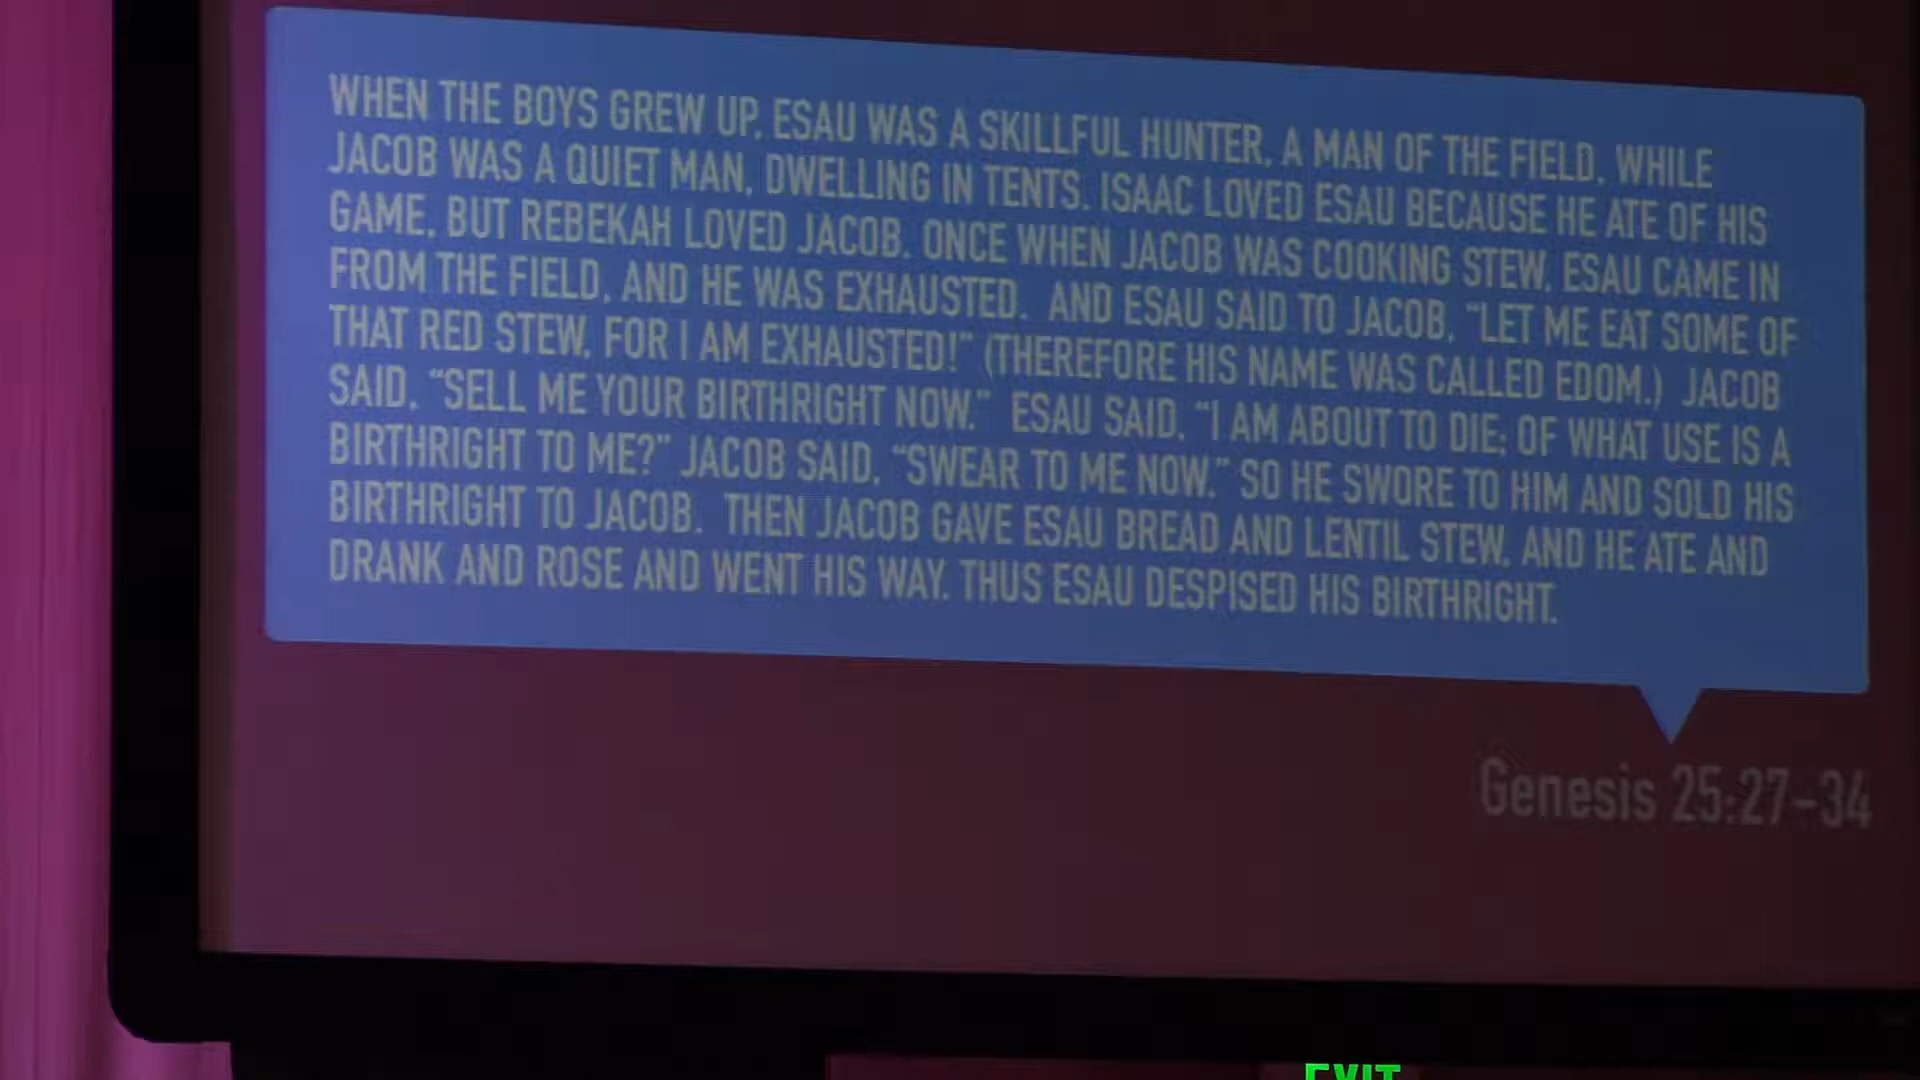 WHEN THE BOYS GREW UP, ESAU WAS A SKILLFUL HUNTER, A MAN OF THE FIELD, WHILE
JACOB WAS A QUIET MAN, DWELLING IN TENTS. ISAAC LOVED ESAU BECAUSE HE ATE OF HIS
GAME, BUT REBEKAH LOVED JACOB. ONCE WHEN JACOB WAS COOKING STEW, ESAU CAME IN
FROM THE FIELD, AND HE WAS EXHAUSTED. AND ESAU SAID TO JACOB, “LET ME EAT SOME OF
THAT RED STEW, FOR I AM EXHAUSTED!” (THEREFORE HIS NAME WAS CALLED EDOM.) JACOB
SAID, “SELL ME YOUR BIRTHRIGHT NOW.” ESAU SAID, “I AM ABOUT TO DIE; OF WHAT USE IS A
BIRTHRIGHT TO ME?” JACOB SAID, “SWEAR TO ME NOW.” SO HE SWORE TO HIM AND SOLD HIS
BIRTHRIGHT TO JACOB. THEN JACOB GAVE ESAU BREAD AND LENTIL STEW, AND HE ATE AND
DRANK AND ROSE AND WENT HIS WAY. THUS ESAU DESPISED HIS BIRTHRIGHT.
Genesis 25:27-34
EXIT